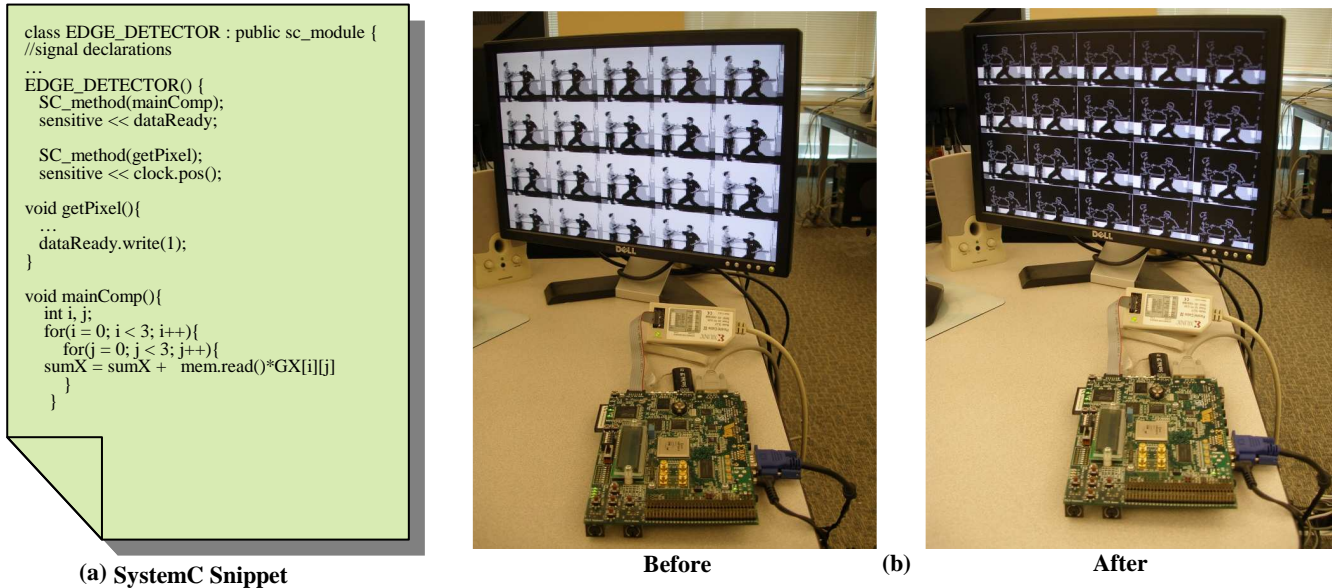 class EDGE_DETECTOR : public sc_module {
//signal declarations
…
EDGE_DETECTOR() {
SC_method(mainComp);
sensitive << dataReady;
SC_method(getPixel);
sensitive << clock.pos();
void getPixel(){
…
dataReady.write(1);
}
void mainComp(){
int i, j;
for(i = 0; i < 3; i++){
for(j = 0; j < 3; j++){
sumX = sumX + mem.read()*GX[i][j]
}
}
(a) SystemC Snippet
DELL
Before
(b)
DELL
After